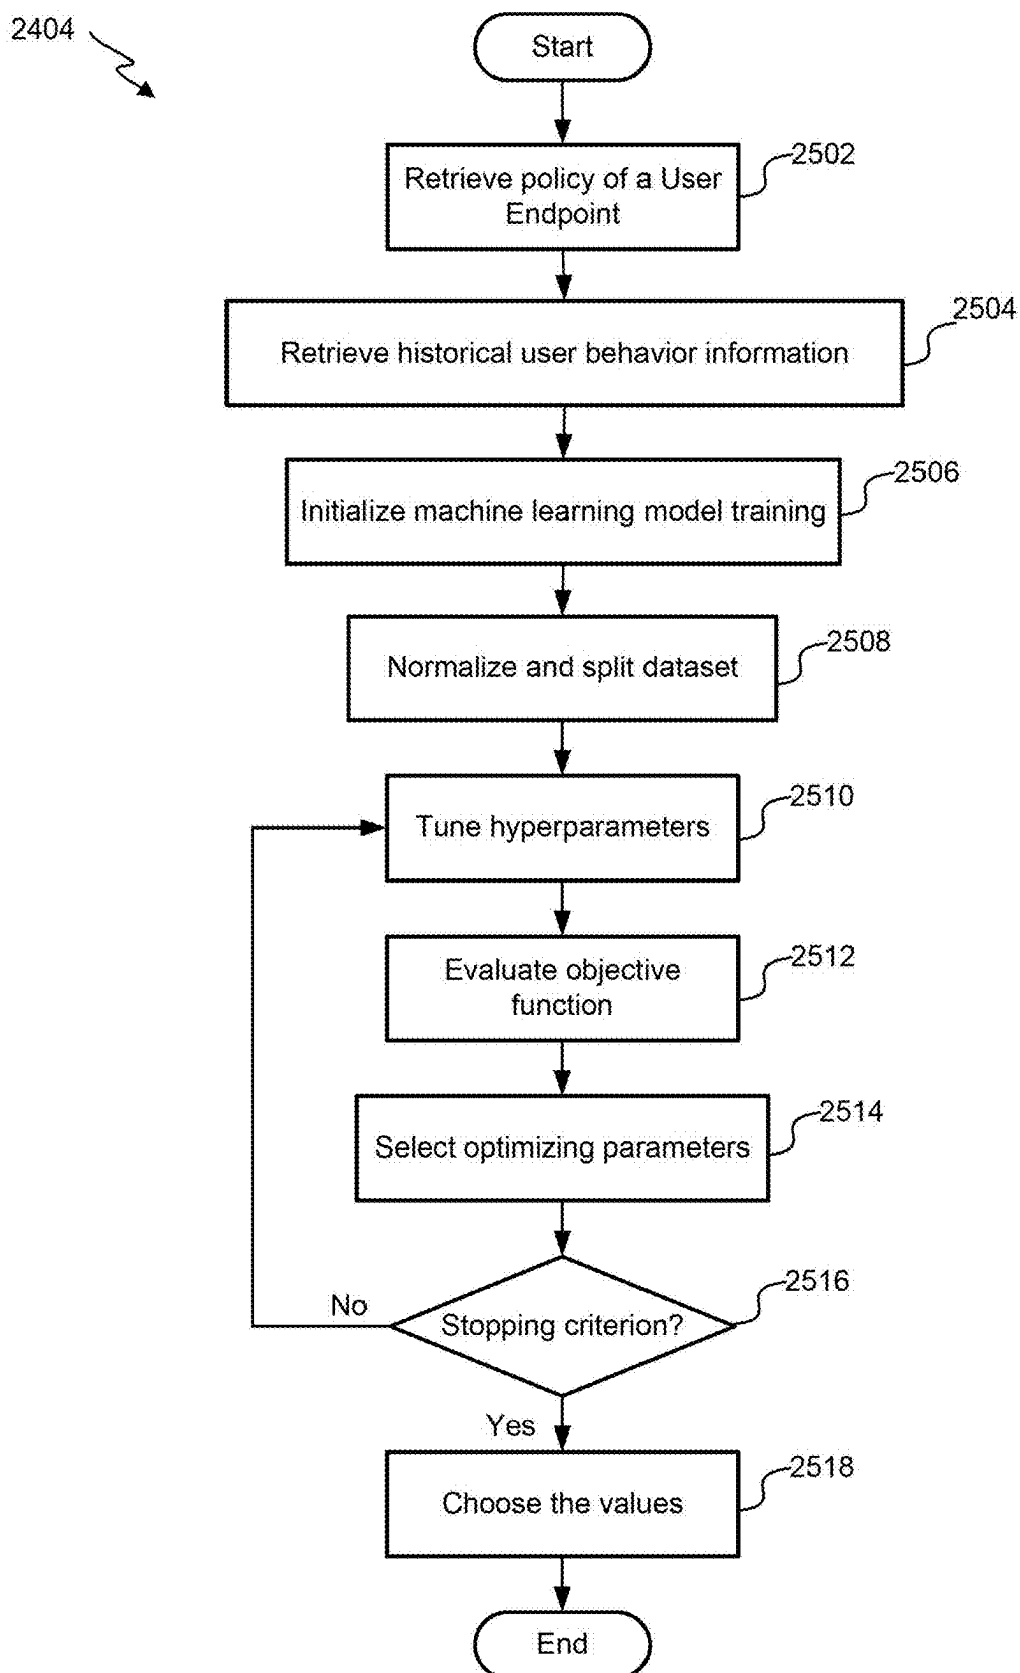 2404
Start
2502
Retrieve policy of a User
Endpoint
2504
Retrieve historical user behavior information
2506
Initialize machine learning model training
2508
Normalize and split dataset
2510
Tune hyperparameters
2512
Evaluate objective
function
2514
Select optimizing parameters
2516
No
Stopping criterion?
Yes
2518
Choose the values
End